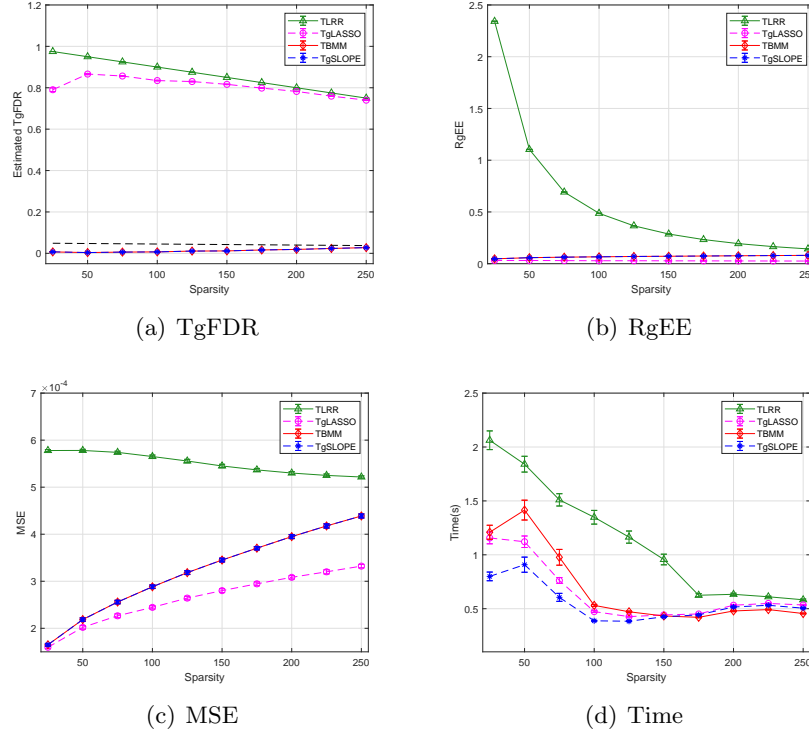 1.2
1
0.8
0.6
0.4
0.2
0
Estimated TgFDR
50 100 150 200 250
Sparsity
TLRR
TgLASSO
TBMM
TgSLOPE
(a) TgFDR
2.5
2
1.5
1
0.5
0
RgEE
50 100 150 200 250
Sparsity
TLRR
TgLASSO
TBMM
TgSLOPE
(b) RgEE
×10⁻⁴
7
6
5
4
3
2
MSE
50 100 150 200 250
Sparsity
TLRR
TgLASSO
TBMM
TgSLOPE
(c) MSE
2.5
2
1.5
1
0.5
Time(s)
50 100 150 200 250
Sparsity
TLRR
TgLASSO
TBMM
TgSLOPE
(d) Time